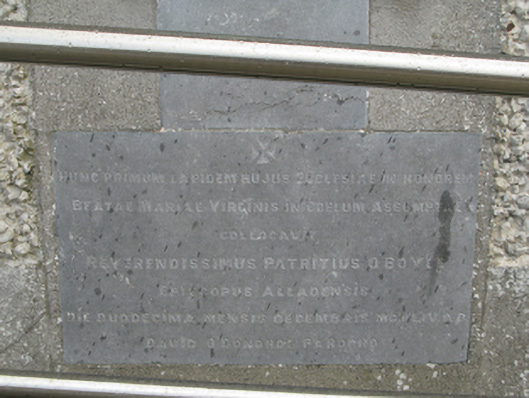 HUNC PRIMUM LAPIDEM HUJUS ECCLESIAE IN HONOREM
BEATAE MARIAE VIRGINIS IN COELUM ASSUMPTAE
COLLOCAVIT
REVERENDISSIMUS PATRITIUS O BOYLE
EPISCOPUS ALLADENSIS
DIE DUODECIMA MENSIS DECEMBRIS
DAVID O PAROCHO